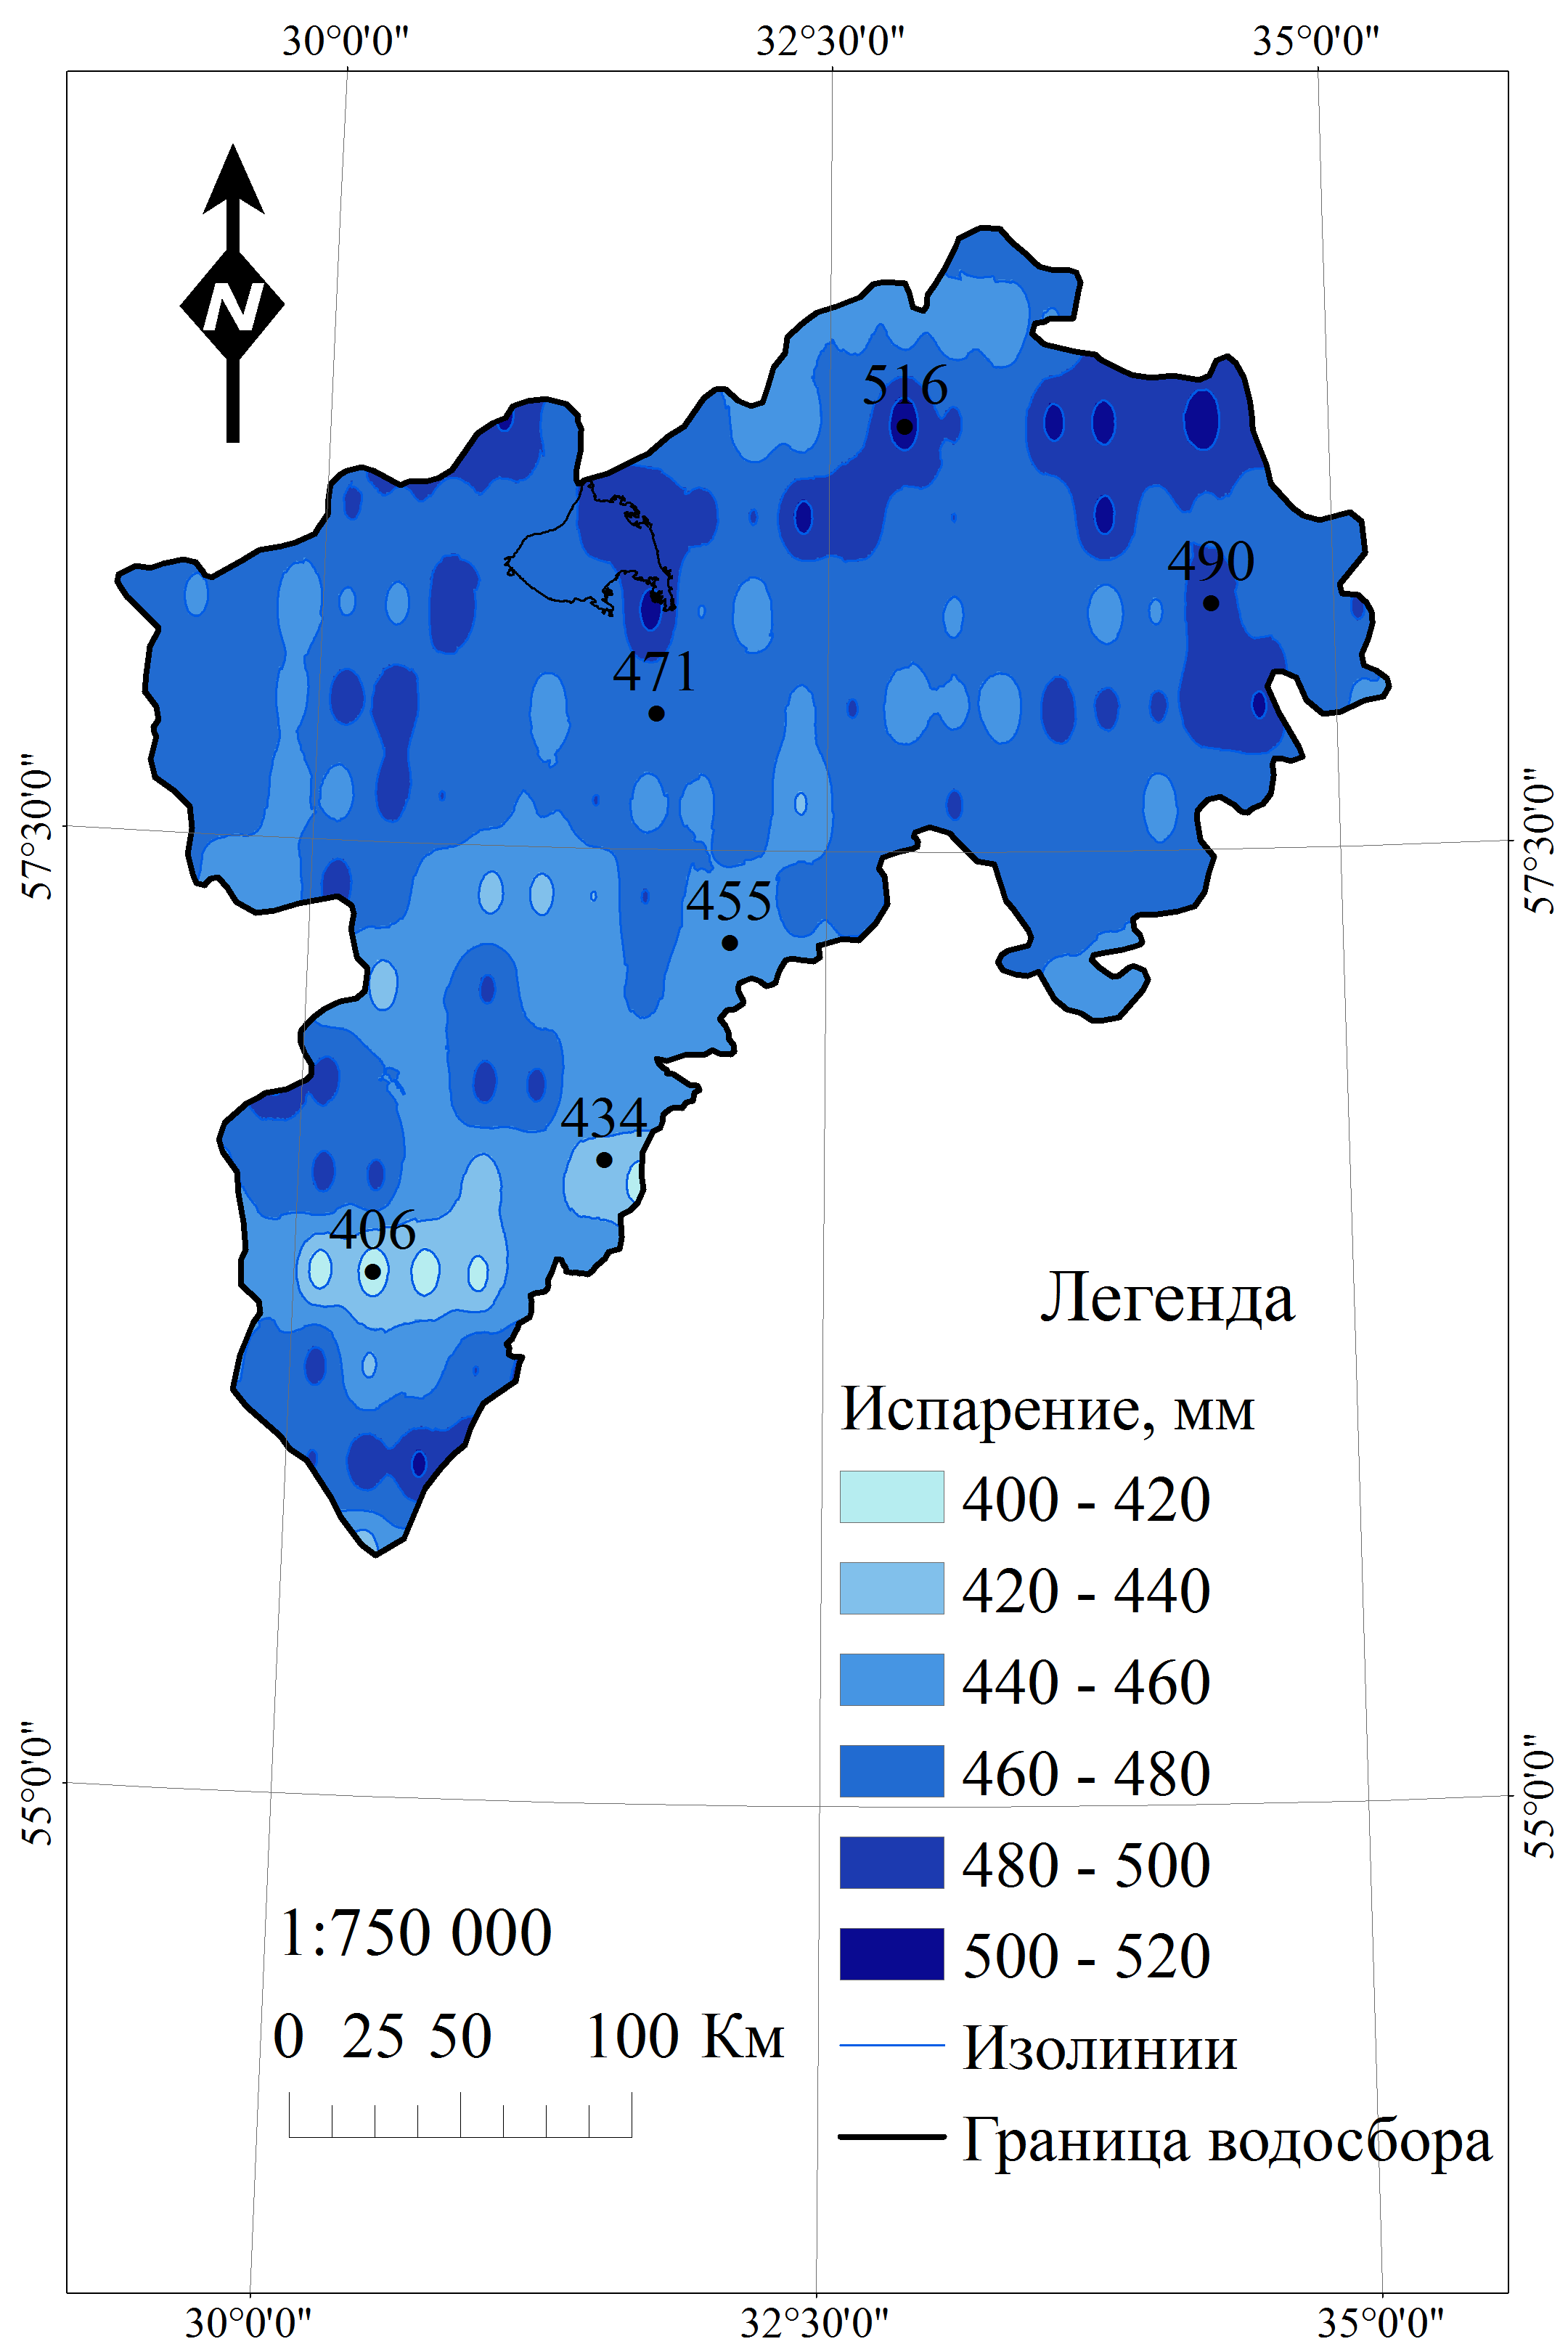 30°0'0"
32°30'0"
35°0'0"
N
516
490
471
57°30'0"
57°30'0"
455
434
406
Легенда
Испарение, мм
400 - 420
420 - 440
440 - 460
460 - 480
55°0'0"
55°0'0"
480 - 500
1:750 000
500 - 520
0 25 50 100 Км
Изолинии
Граница водосбора
30°0'0"
32°30'0"
35°0'0"